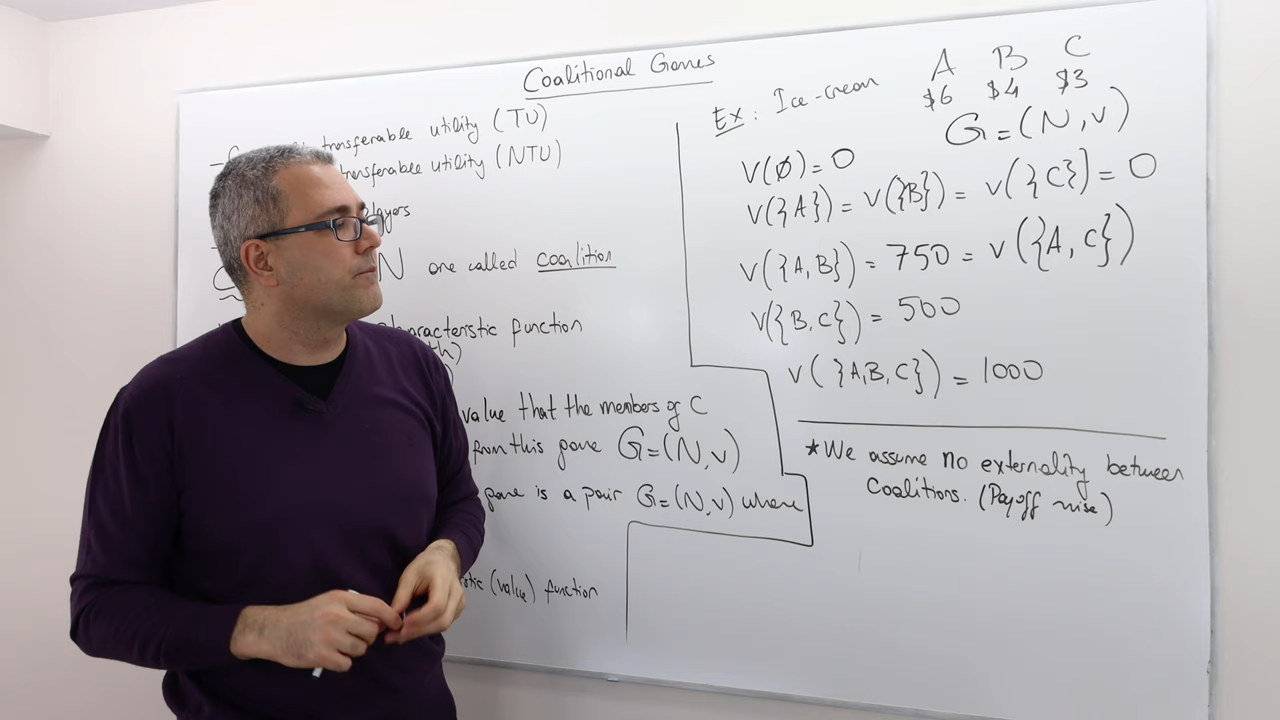 Coalitional Games
transferable utility (TU)
transferable utility (NTU)
N are called coalition
characteristic function
value that the members of C
from this game G=(N,v)
game is a pair G=(N,v) where
(value) function
Ex: Ice-cream
A B C
$6 $4 $3
G=(N,v)
V(∅)=0
V({A})=V({B})=V({C})=0
V({A,B})=750=V({A,C})
V({B,C})=500
V({A,B,C})=1000
*We assume no externality between
Coalitions. (Payoff wise)